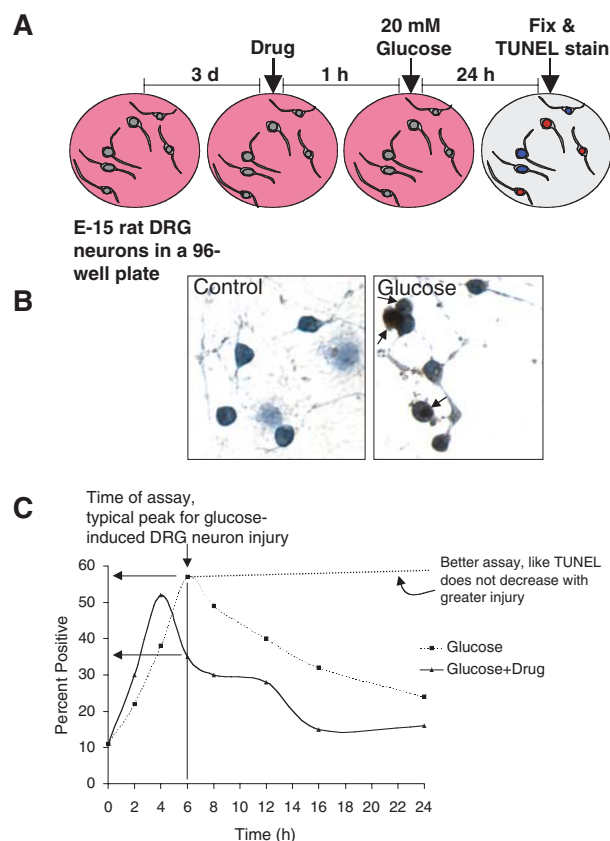 A
Drug
20 mM
Glucose
Fix &
TUNEL stain
3 d
1 h
24 h
E-15 rat DRG
neurons in a 96-
well plate
B
Control
Glucose
C
Time of assay,
typical peak for glucose-
induced DRG neuron injury
Better assay, like TUNEL
does not decrease with
greater injury
Percent Positive
60
50
40
30
20
10
0
Glucose
Glucose+Drug
0 2 4 6 8 10 12 14 16 18 20 22 24
Time (h)